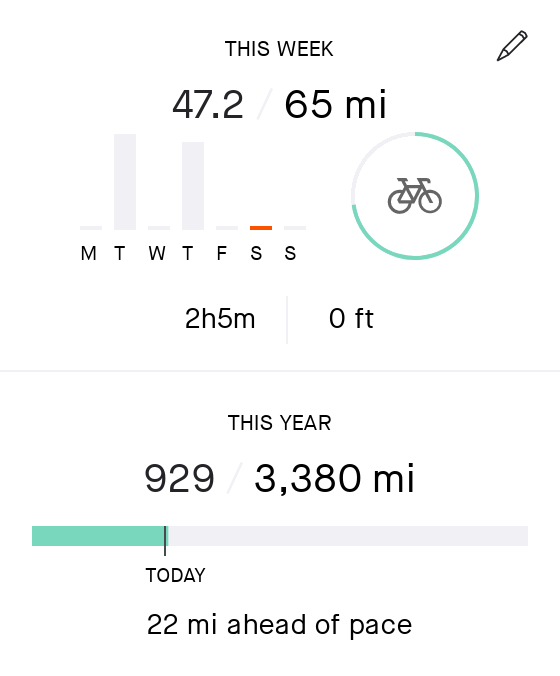 THIS WEEK
47.2 / 65 mi
M T W T F S S
2h5m 0 ft
THIS YEAR
929 / 3,380 mi
TODAY
22 mi ahead of pace